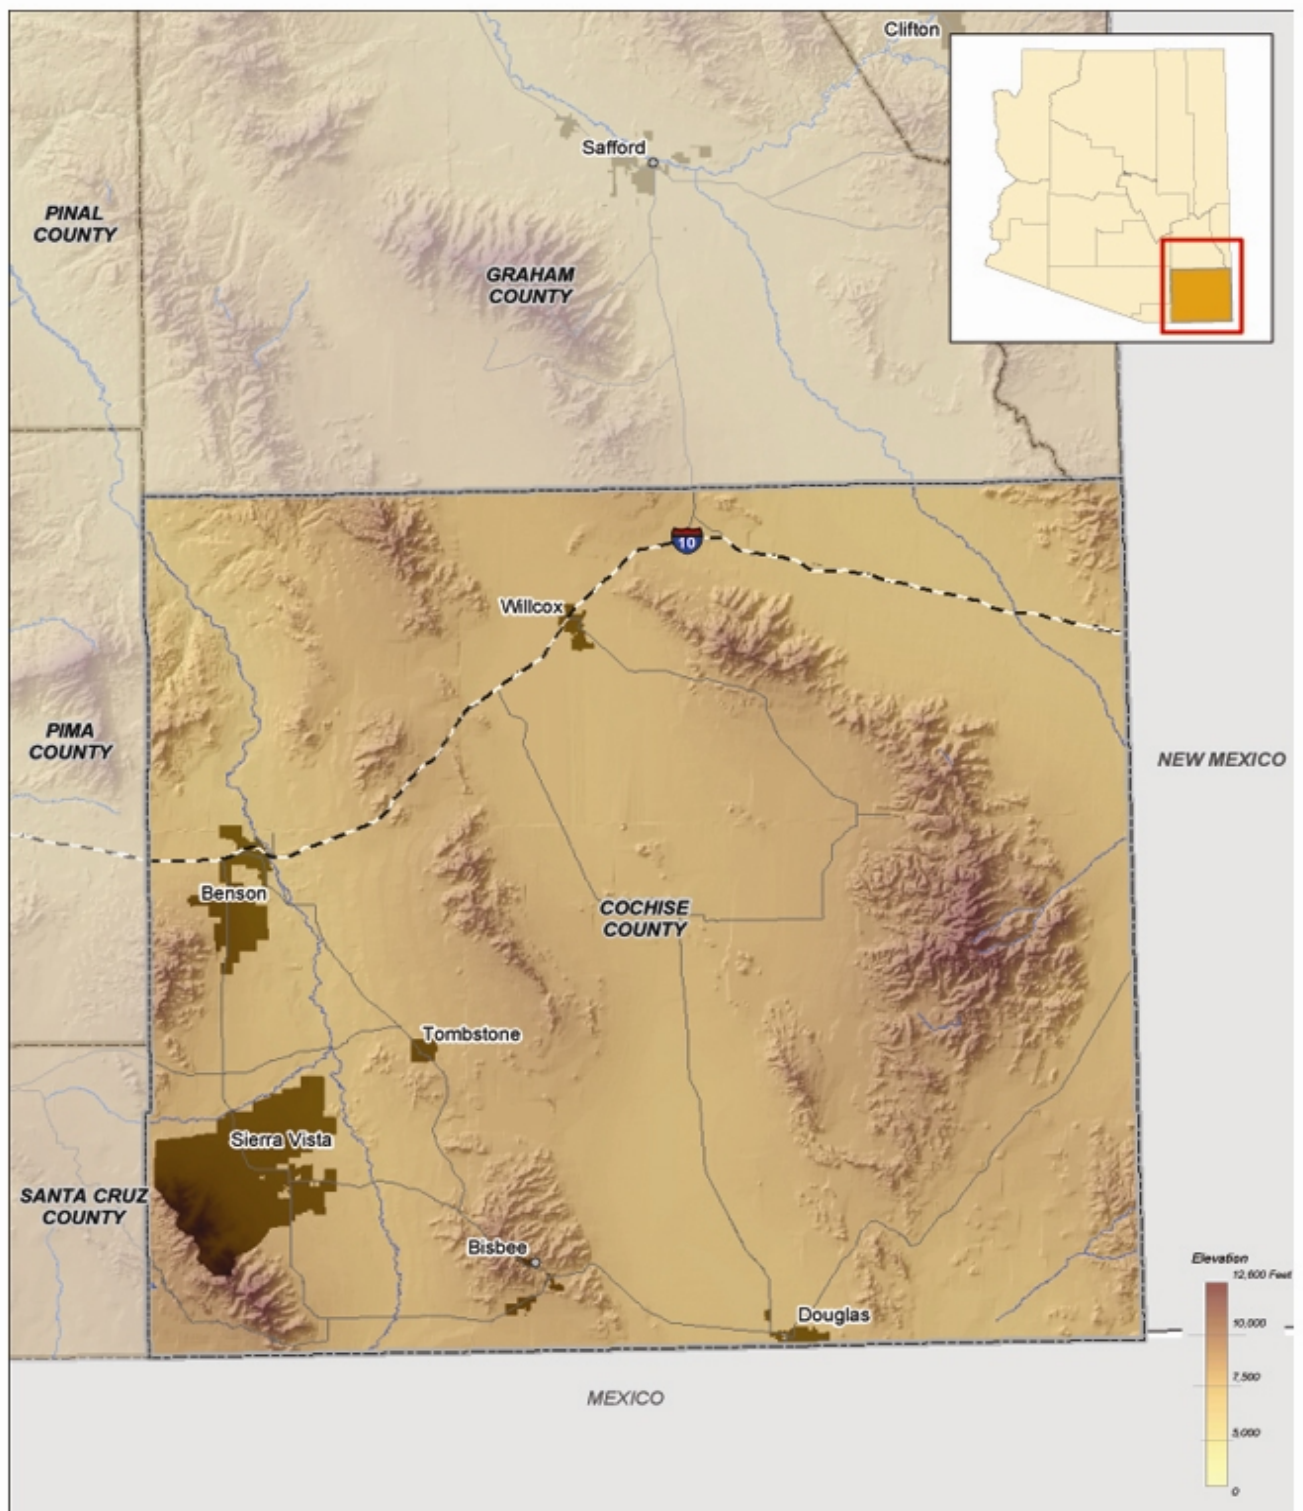 Clifton
Safford
PINAL
COUNTY
GRAHAM
COUNTY
10
Willcox
PIMA
COUNTY
NEW MEXICO
Benson
COCHISE
COUNTY
Tombstone
Sierra Vista
SANTA CRUZ
COUNTY
Bisbee
Douglas
Elevation
12,600 Feet
10,000
7,500
5,000
0
MEXICO